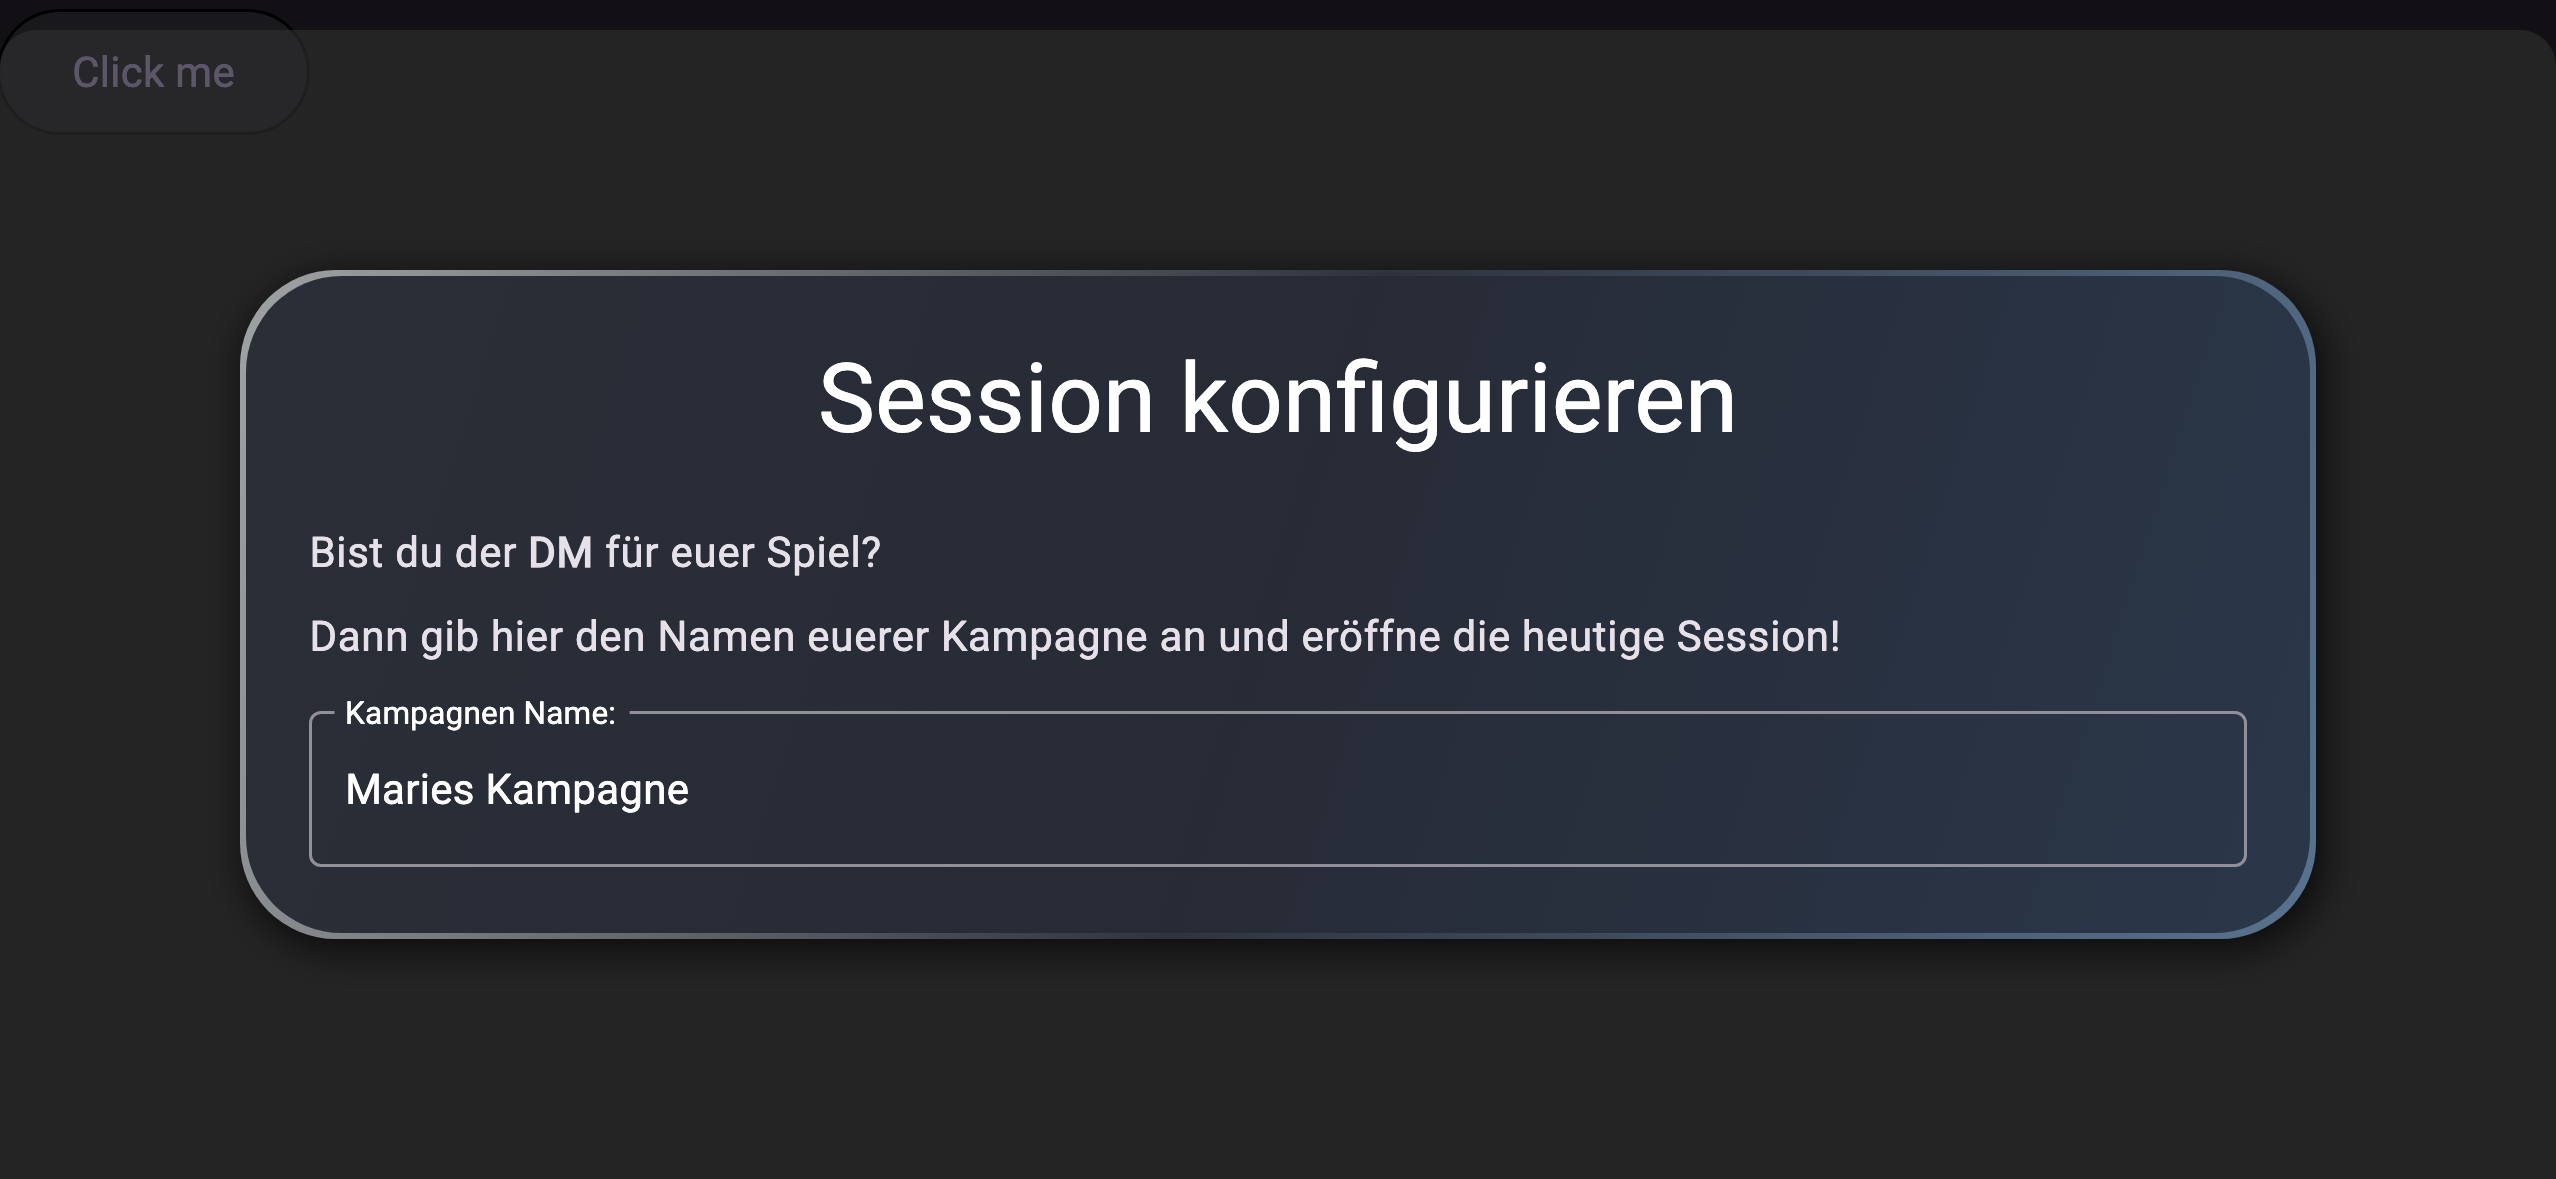 Click me
Session konfigurieren
Bist du der DM für euer Spiel?
Dann gib hier den Namen euerer Kampagne an und eröffne die heutige Session!
Kampagnen Name:
Maries Kampagne